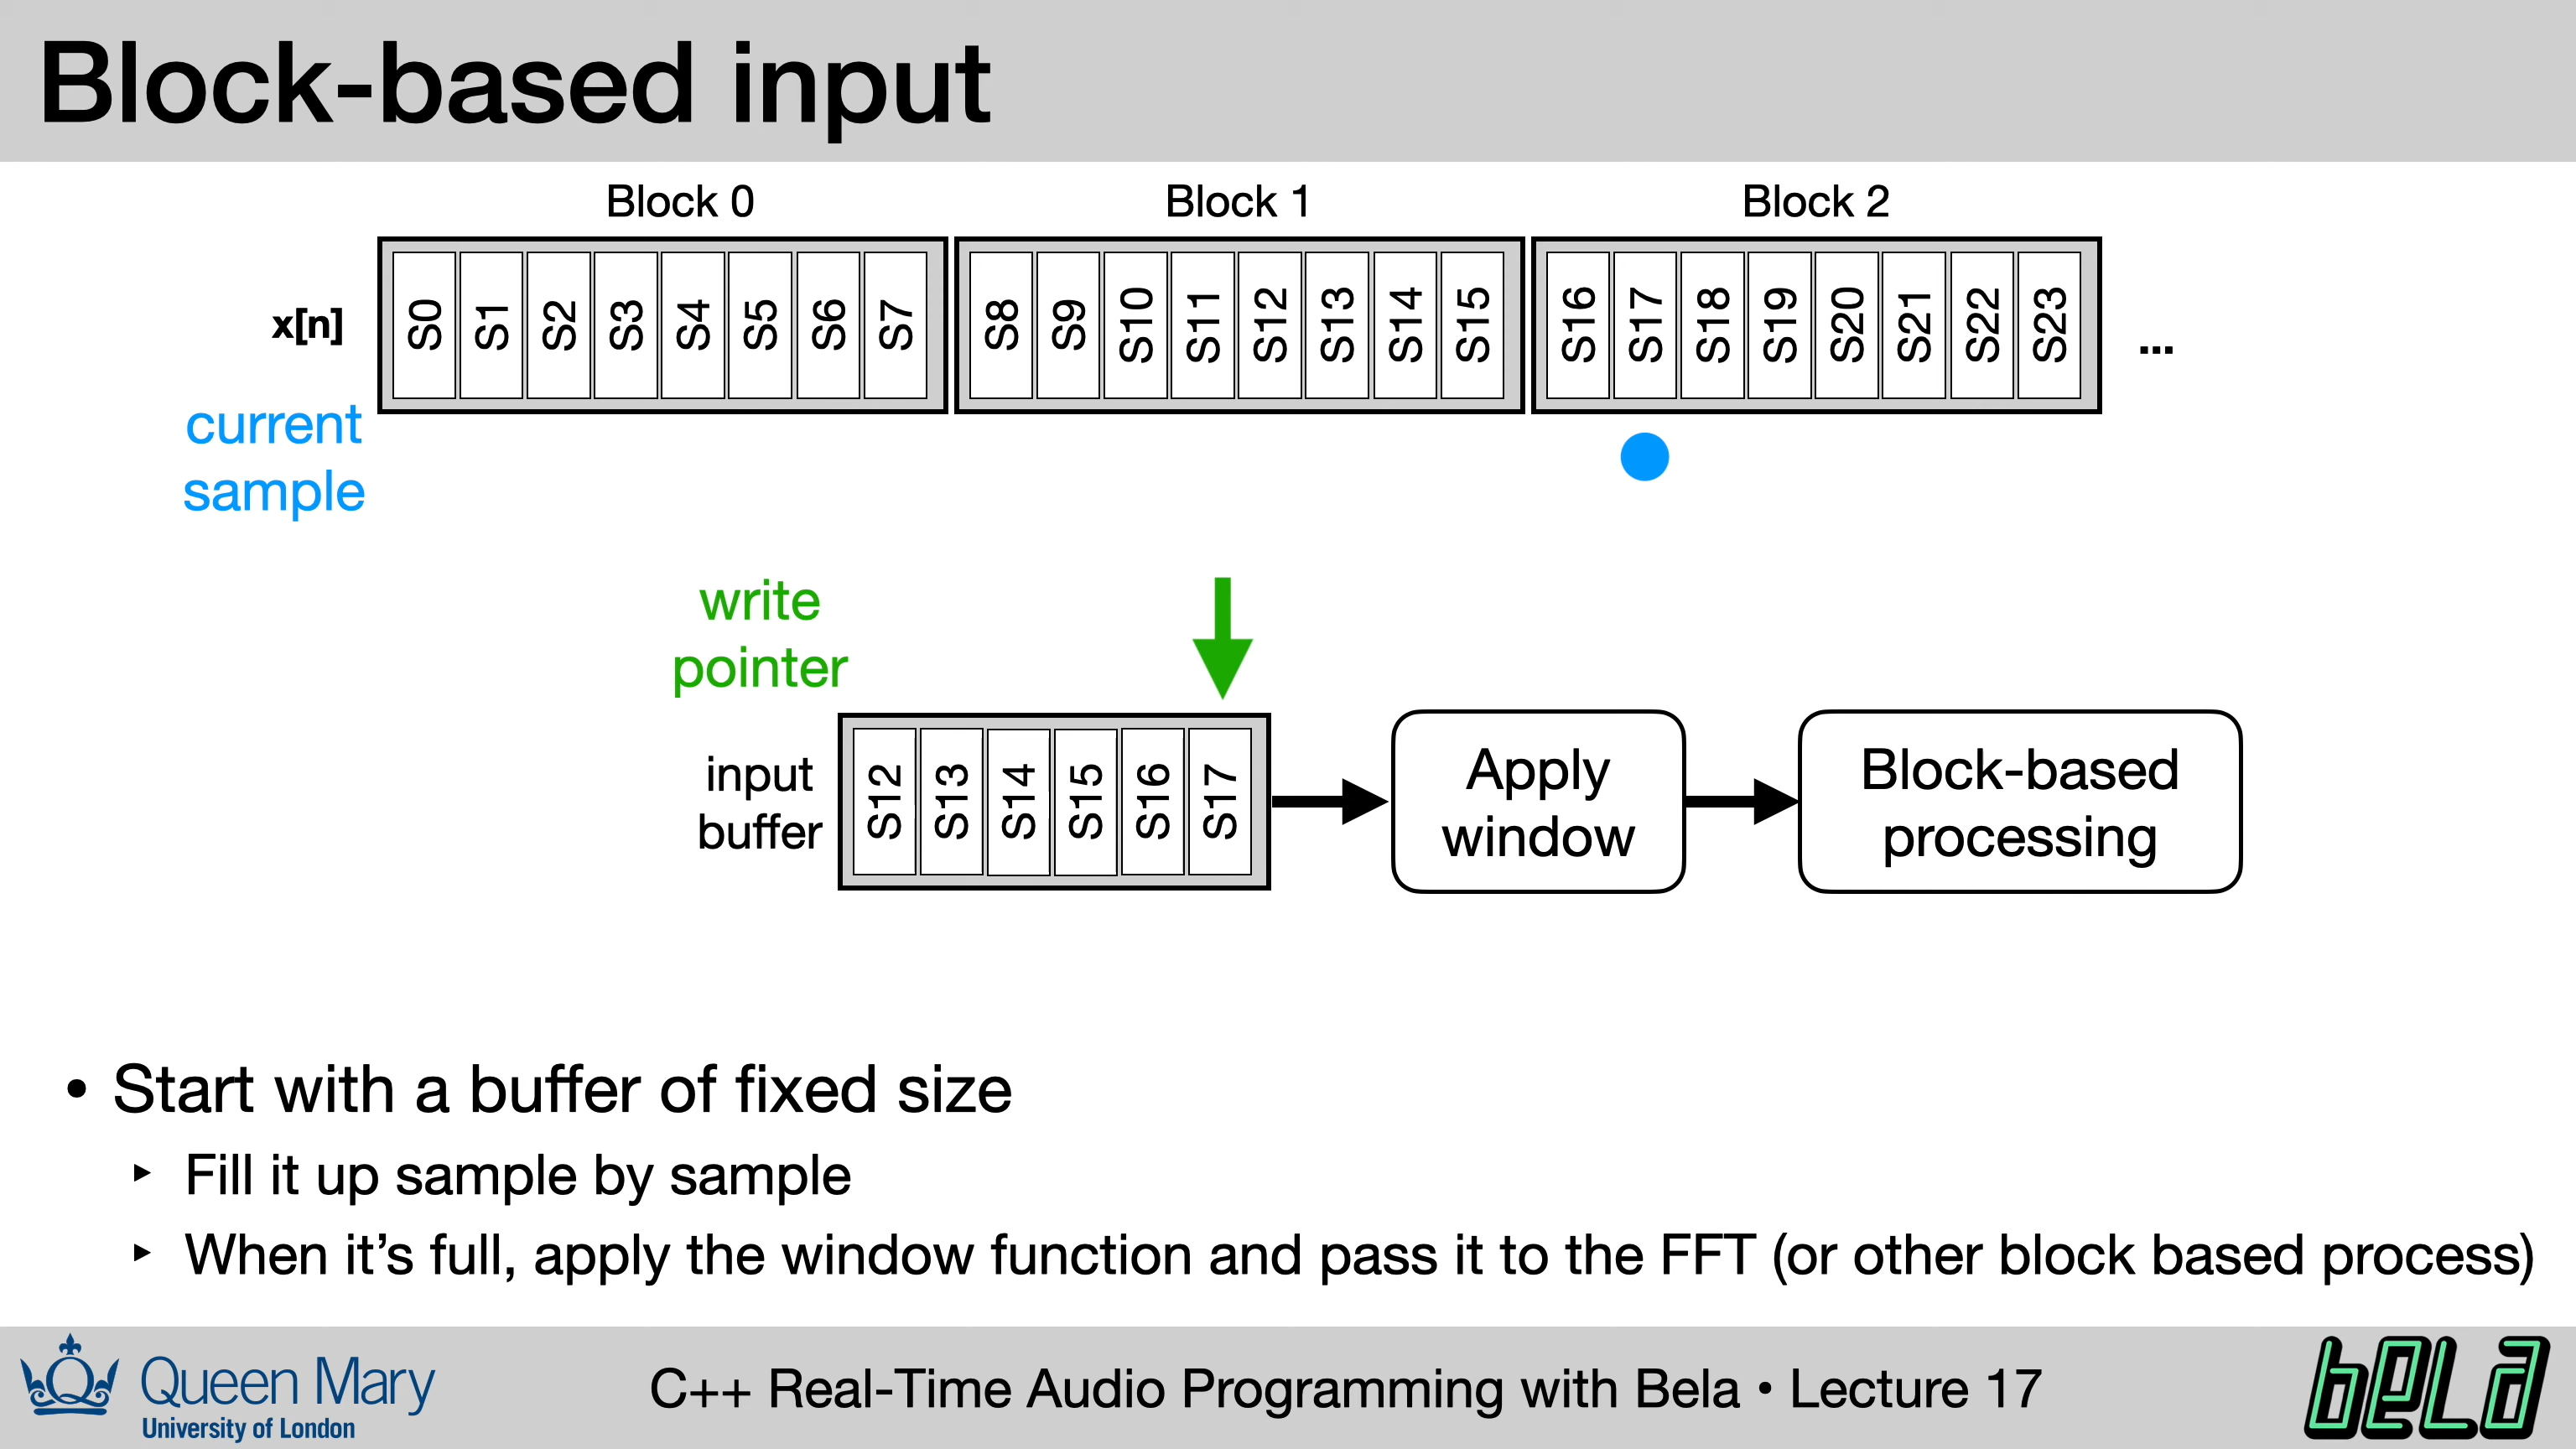 Block-based input
Block 0 Block 1 Block 2
x[n] S0 S1 S2 S3 S4 S5 S6 S7 S8 S9 S10 S11 S12 S13 S14 S15 S16 S17 S18 S19 S20 S21 S22 S23 ...
current
sample
write
pointer
input
buffer
S12 S13 S14 S15 S16 S17
Apply
window
Block-based
processing
• Start with a buffer of fixed size
‣ Fill it up sample by sample
‣ When it’s full, apply the window function and pass it to the FFT (or other block based process)
Queen Mary
University of London
C++ Real-Time Audio Programming with Bela • Lecture 17
bela